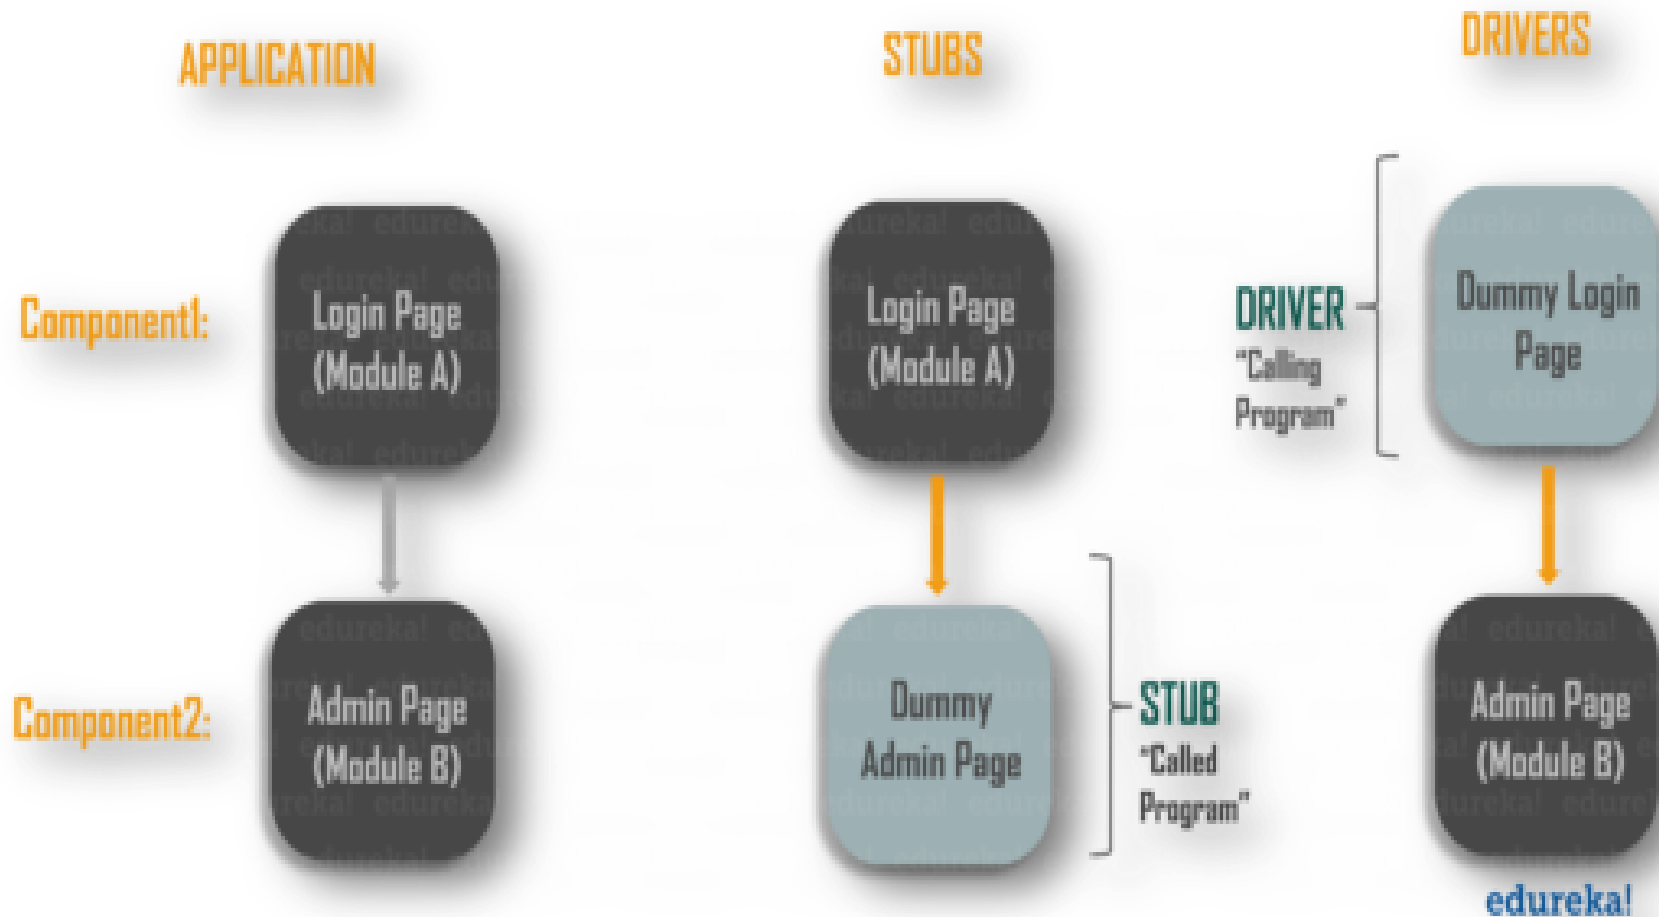 APPLICATION
STUBS
DRIVERS
Component1:
Login Page
(Module A)
Login Page
(Module A)
DRIVER
"Calling
Program"
Dummy Login
Page
Component2:
Admin Page
(Module B)
Dummy
Admin Page
STUB
"Called
Program"
Admin Page
(Module B)
edureka!